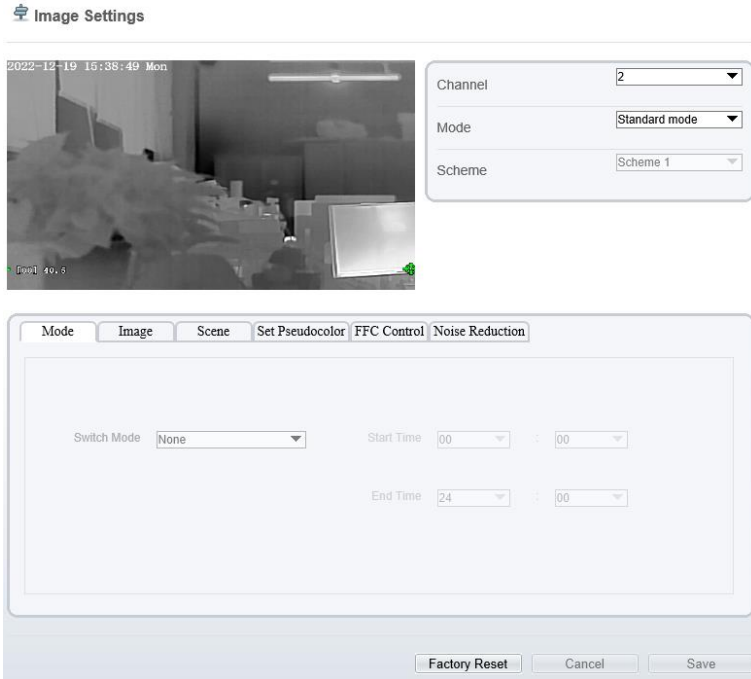 Image Settings
2022-12-19 15:38:49 Mon
Channel 2
Mode Standard mode
Scheme Scheme 1
Mode Image Scene Set Pseudocolor FFC Control Noise Reduction
Switch Mode None Start Time 00 : 00
End Time 24 : 00
Factory Reset Cancel Save